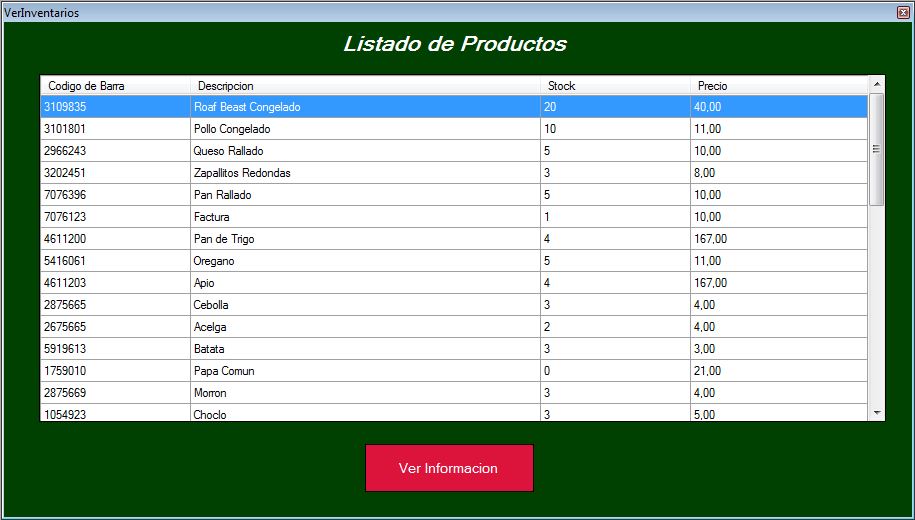 VerInventarios
Listado de Productos
Codigo de Barra Descripcion Stock Precio
3109835 Roaf Beast Congelado 20 40,00
3101801 Pollo Congelado 10 11,00
2966243 Queso Rallado 5 10,00
3202451 Zapallitos Redondas 3 8,00
7076396 Pan Rallado 5 10,00
7076123 Factura 1 10,00
4611200 Pan de Trigo 4 167,00
5416061 Oregano 5 11,00
4611203 Apio 4 167,00
2875665 Cebolla 3 4,00
2675665 Acelga 2 4,00
5919613 Batata 3 3,00
1759010 Papa Comun 0 21,00
2875669 Morron 3 4,00
1054923 Choclo 3 5,00
Ver Informacion